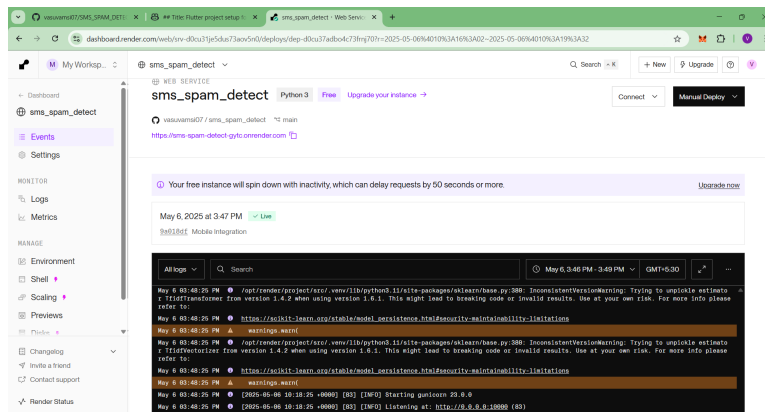 vasuvamsi07/SMS_SPAM_DETE
## Title: Flutter project setup f
sms_spam_detect · Web Servic
dashboard.render.com/web/srv-d0cu31je5dus73aov5n0/deploys/dep-d0cu37adbo4c73fmj70?r=2025-05-06%4010%3A16%3A02~2025-05-06%4010%3A19%3A32
M My Worksp...
sms_spam_detect
Search
K
+ New
Upgrade
V
← Dashboard
sms_spam_detect
Events
Settings
MONITOR
Logs
Metrics
MANAGE
Environment
Shell
Scaling
Previews
Disks
Changelog
Invite a friend
Contact support
Render Status
WEB SERVICE
sms_spam_detect Python 3 Free Upgrade your instance →
Connect
Manual Deploy
vasuvamsi07 / sms_spam_detect main
https://sms-spam-detect-gytc.onrender.com
Your free instance will spin down with inactivity, which can delay requests by 50 seconds or more.
Upgrade now
May 6, 2025 at 3:47 PM Live
9a018df Mobile Integration
All logs
Search
May 6, 3:46 PM - 3:49 PM
GMT+5:30
May 6 03:48:25 PM /opt/render/project/src/.venv/lib/python3.11/site-packages/sklearn/base.py:380: InconsistentVersionWarning: Trying to unpickle estimato
r TfidfTransformer from version 1.4.2 when using version 1.6.1. This might lead to breaking code or invalid results. Use at your own risk. For more info please
refer to:
May 6 03:48:25 PM https://scikit-learn.org/stable/model_persistence.html#security-maintainability-limitations
May 6 03:48:25 PM warnings.warn(
May 6 03:48:25 PM /opt/render/project/src/.venv/lib/python3.11/site-packages/sklearn/base.py:380: InconsistentVersionWarning: Trying to unpickle estimato
r TfidfVectorizer from version 1.4.2 when using version 1.6.1. This might lead to breaking code or invalid results. Use at your own risk. For more info please
refer to:
May 6 03:48:25 PM https://scikit-learn.org/stable/model_persistence.html#security-maintainability-limitations
May 6 03:48:25 PM warnings.warn(
May 6 03:48:25 PM [2025-05-06 10:18:25 +0000] [83] [INFO] Starting gunicorn 23.0.0
May 6 03:48:25 PM [2025-05-06 10:18:25 +0000] [83] [INFO] Listening at: http://0.0.0.0:10000 (83)